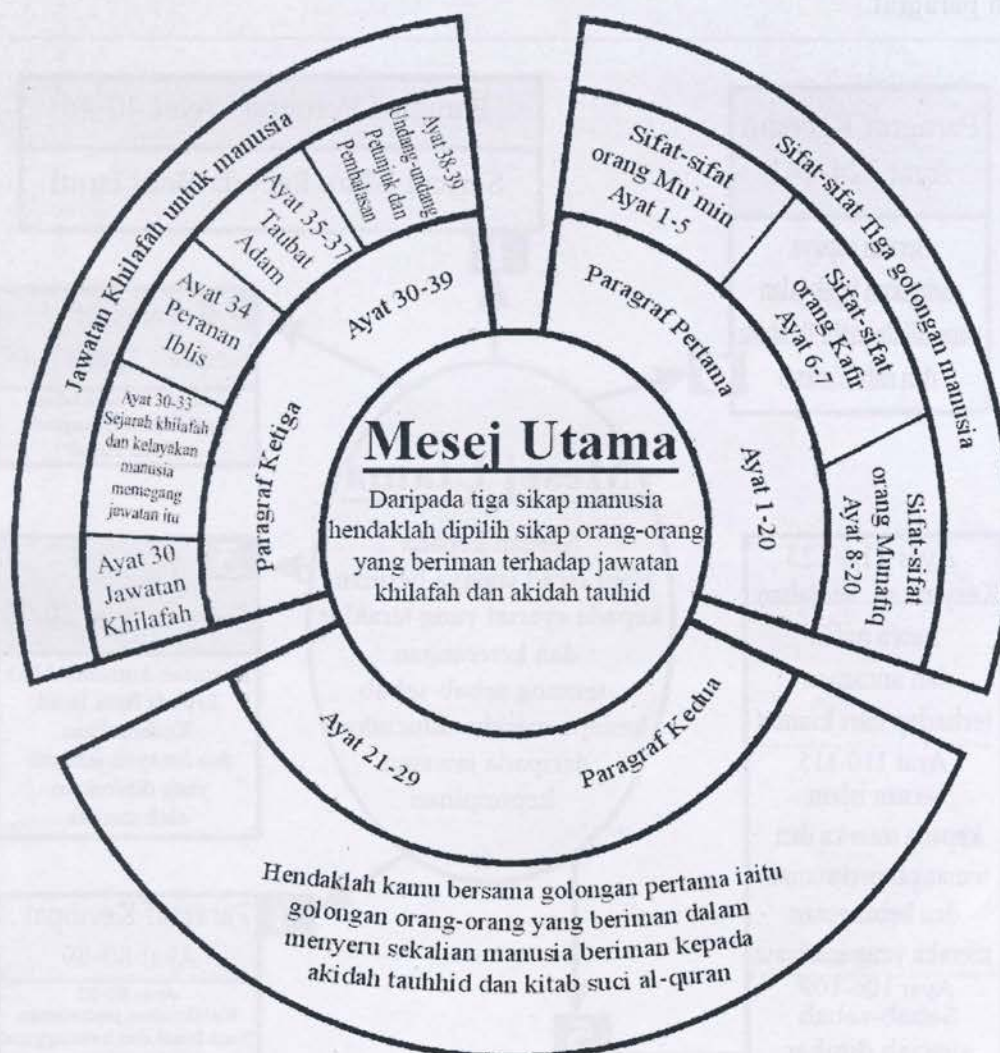 n paragraf.
Mesej Utama
Daripada tiga sikap manusia
hendaklah dipilih sikap orang-orang
yang beriman terhadap jawatan
khilafah dan akidah tauhid
Sifat-sifat Tiga golongan manusia
Paragraf Pertama
Ayat 1-20
Sifat-sifat
orang Mu'min
Ayat 1-5
Sifat-sifat
orang Kafir
Ayat 6-7
Sifat-sifat
orang Munafiq
Ayat 8-20
Paragraf Kedua
Ayat 21-29
Hendaklah kamu bersama golongan pertama iaitu
golongan orang-orang yang beriman dalam
menyeru sekalian manusia beriman kepada
akidah tauhhid dan kitab suci al-quran
Jawatan Khilafah untuk manusia
Paragraf Ketiga
Ayat 30-39
Ayat 30
Jawatan
Khilafah
Ayat 30-33
Sejarah khilafah
dan kelayakan
manusia
memegang
jawatan itu
Ayat 34
Peranan
Iblis
Ayat 35-37
Taubat
Adam
Ayat 38-39
Undang-undang
Petunjuk dan
Pembalasan